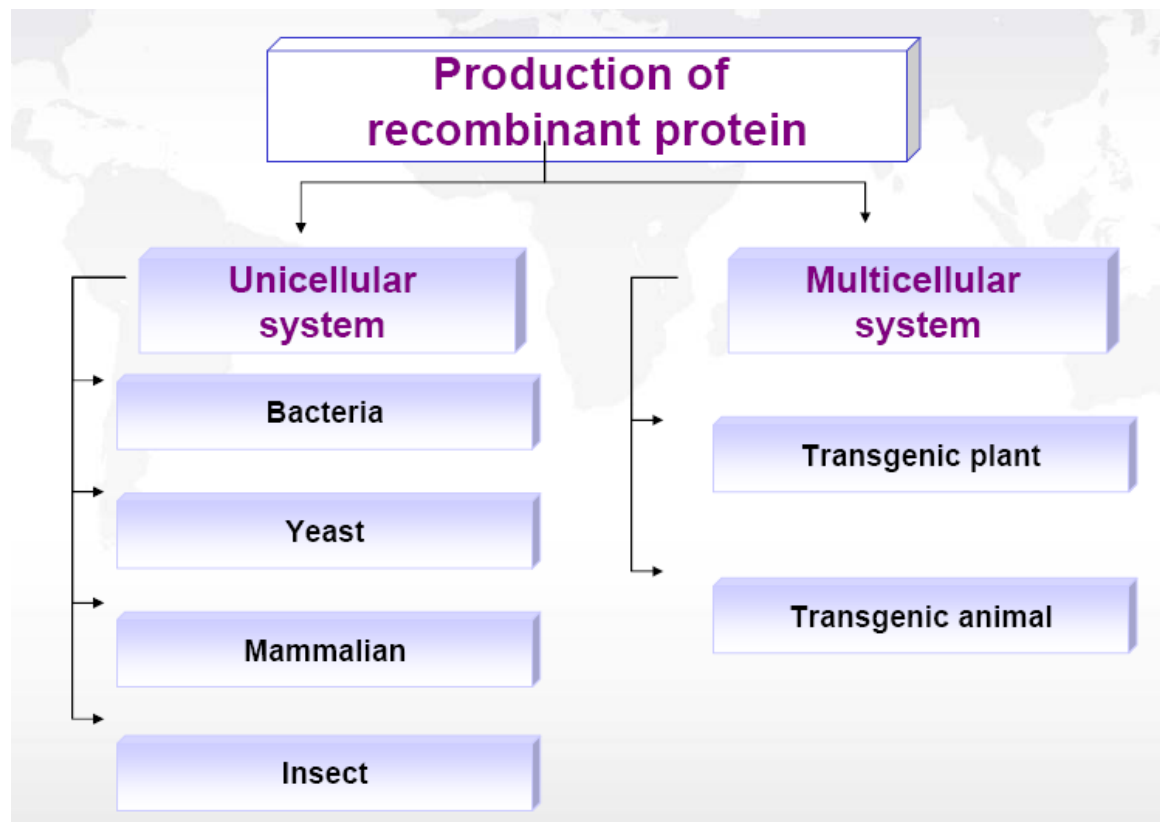 Production of
recombinant protein
Unicellular
system
Bacteria
Yeast
Mammalian
Insect
Multicellular
system
Transgenic plant
Transgenic animal